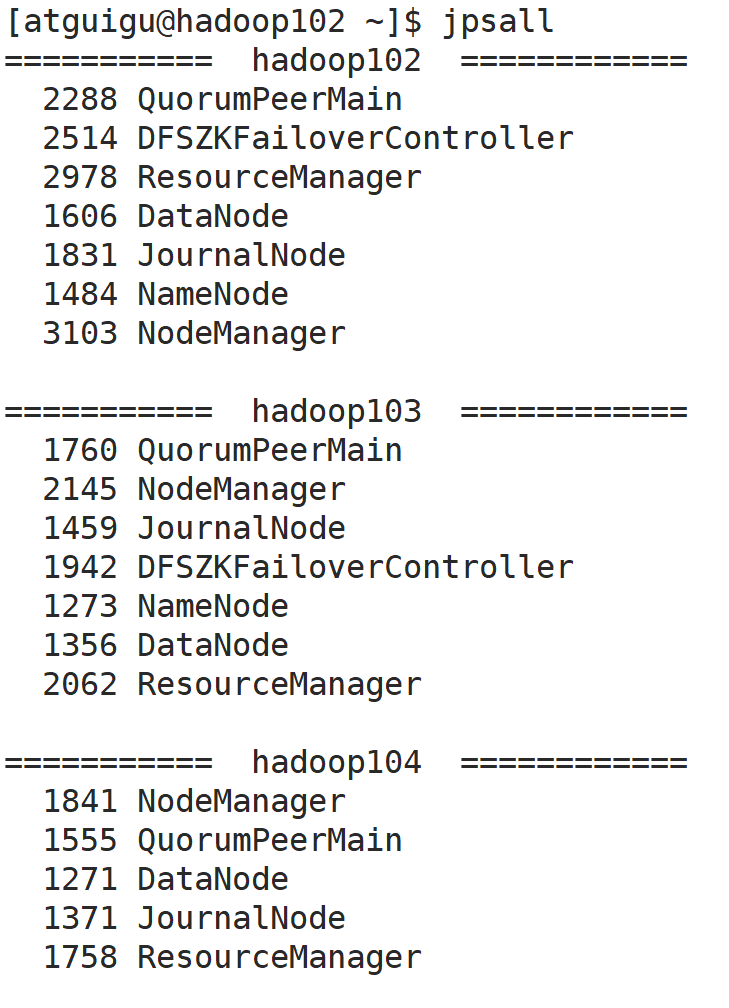 [atguigu@hadoop102 ~]$ jpsall
=========== hadoop102 ============
2288 QuorumPeerMain
2514 DFSZKFailoverController
2978 ResourceManager
1606 DataNode
1831 JournalNode
1484 NameNode
3103 NodeManager
=========== hadoop103 ============
1760 QuorumPeerMain
2145 NodeManager
1459 JournalNode
1942 DFSZKFailoverController
1273 NameNode
1356 DataNode
2062 ResourceManager
=========== hadoop104 ============
1841 NodeManager
1555 QuorumPeerMain
1271 DataNode
1371 JournalNode
1758 ResourceManager